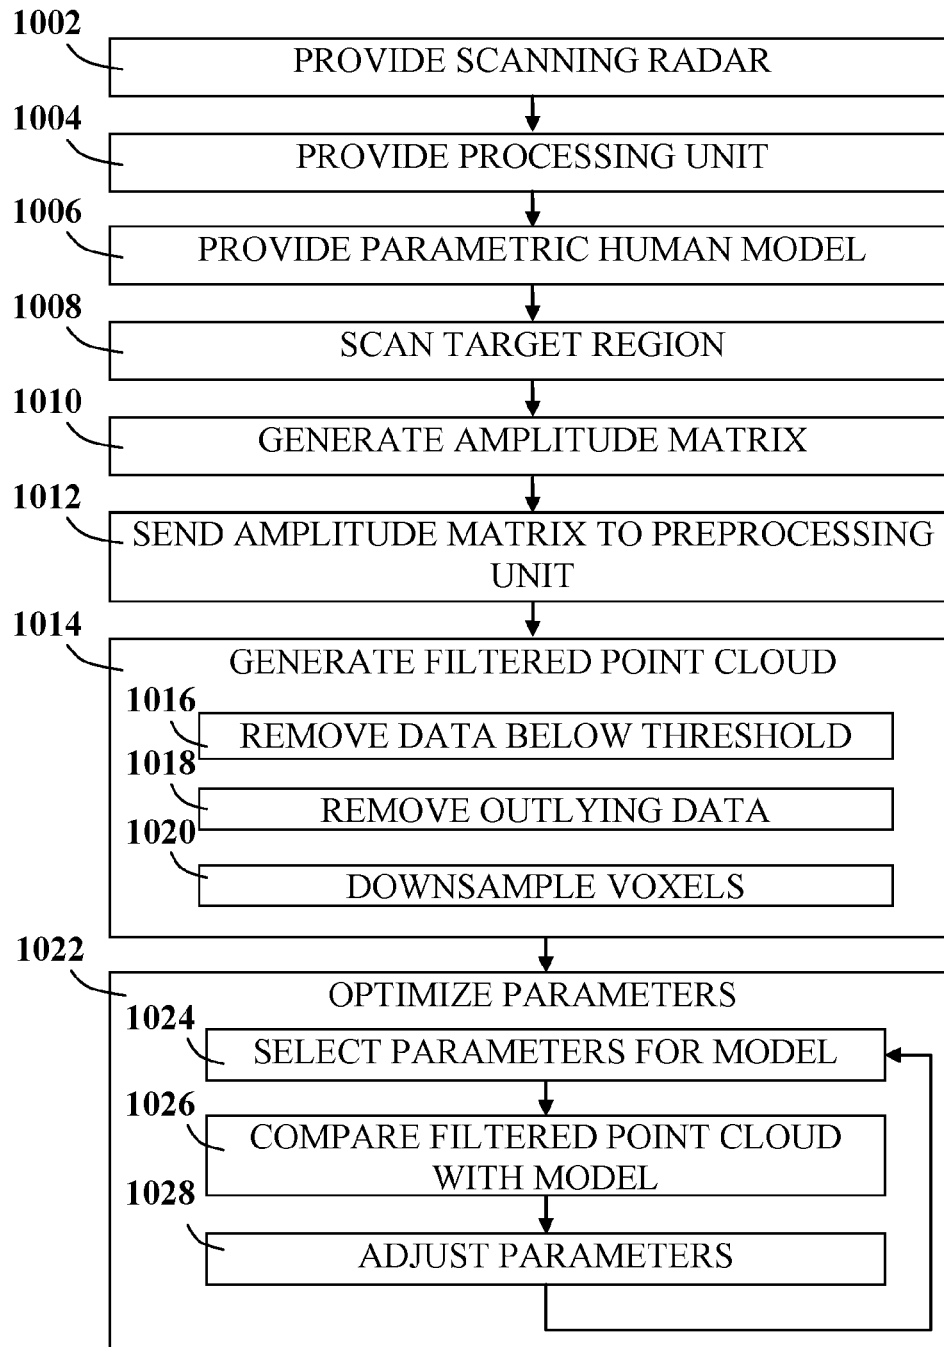 1002
PROVIDE SCANNING RADAR
1004
PROVIDE PROCESSING UNIT
1006
PROVIDE PARAMETRIC HUMAN MODEL
1008
SCAN TARGET REGION
1010
GENERATE AMPLITUDE MATRIX
1012
SEND AMPLITUDE MATRIX TO PREPROCESSING
UNIT
1014
GENERATE FILTERED POINT CLOUD
1016
REMOVE DATA BELOW THRESHOLD
1018
REMOVE OUTLYING DATA
1020
DOWNSAMPLE VOXELS
1022
OPTIMIZE PARAMETERS
1024
SELECT PARAMETERS FOR MODEL
1026
COMPARE FILTERED POINT CLOUD
WITH MODEL
1028
ADJUST PARAMETERS